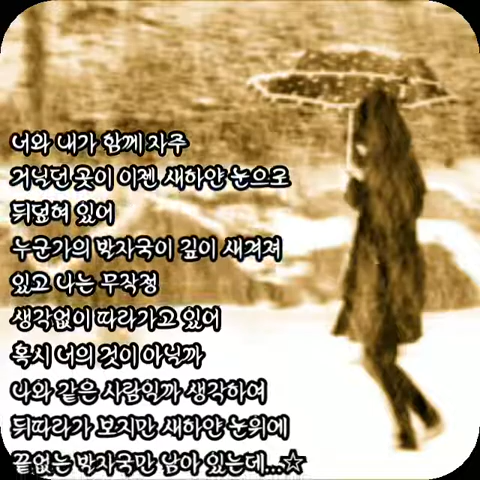 너와 내가 함께 자주
거닐던 곳이 이젠 새하얀 눈으로
뒤덮혀 있어
누군가의 발자국이 깊이 새겨져
있고 나는 무작정
생각없이 따라가고 있어
혹시 너의 것이 아닐까
나와 같은 사람일까 생각하여
뒤따라가 보지만 새하얀 눈위에
끝없는 발자국만 남아 있는데...☆